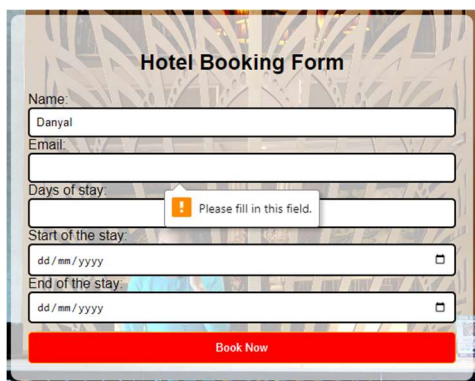 Hotel Booking Form
Name:
Danyal
Email:
Days of stay:
! Please fill in this field.
Start of the stay:
dd/mm/yyyy
End of the stay:
dd/mm/yyyy
Book Now